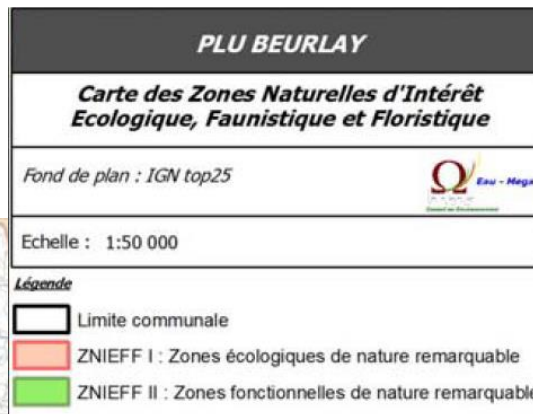 PLU BEURLAY
Carte des Zones Naturelles d'Intérêt
Ecologique, Faunistique et Floristique
Fond de plan : IGN top25
Eau - Mega
Echelle : 1:50 000
Légende
Limite communale
ZNIEFF I : Zones écologiques de nature remarquable
ZNIEFF II : Zones fonctionnelles de nature remarquable